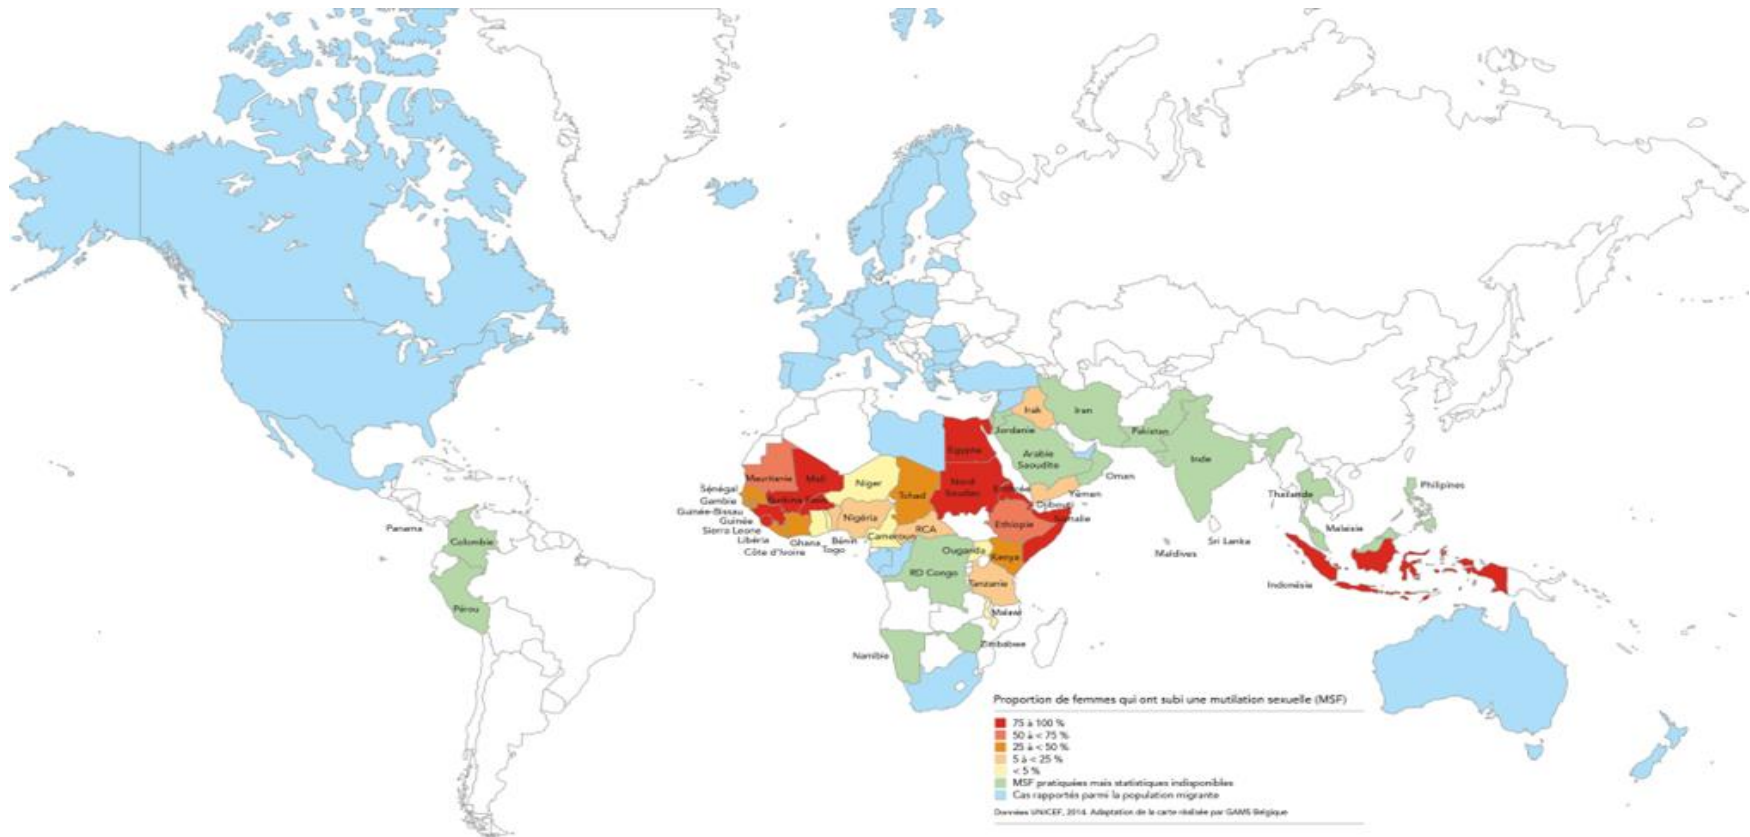 Irak
Iran
Jordanie
Pakistan
Egypte
Arabie
Saoudite
Inde
Mauritanie
Mali
Niger
Oman
Sénégal
Tchad
Nord
Soudan
Erythrée
Yémen
Thaïlande
Philipines
Gambie
Burkina Faso
Guinée-Bissau
Djibouti
Guinée
Nigéria
Somalie
Panama
Sierra Leone
Ethiopie
Malaisie
Libéria
RCA
Colombie
Ghana
Bénin
Cameroun
Sri Lanka
Côte d'Ivoire
Togo
Ouganda
Maldives
Kenya
RD Congo
Tanzanie
Indonésie
Pérou
Malawi
Zimbabwe
Namibie
Proportion de femmes qui ont subi une mutilation sexuelle (MSF)
75 à 100 %
50 à < 75 %
25 à < 50 %
5 à < 25 %
< 5 %
MSF pratiquées mais statistiques indisponibles
Cas rapportés parmi la population migrante
Données UNICEF, 2014. Adaptation de la carte réalisée par GAMS Belgique